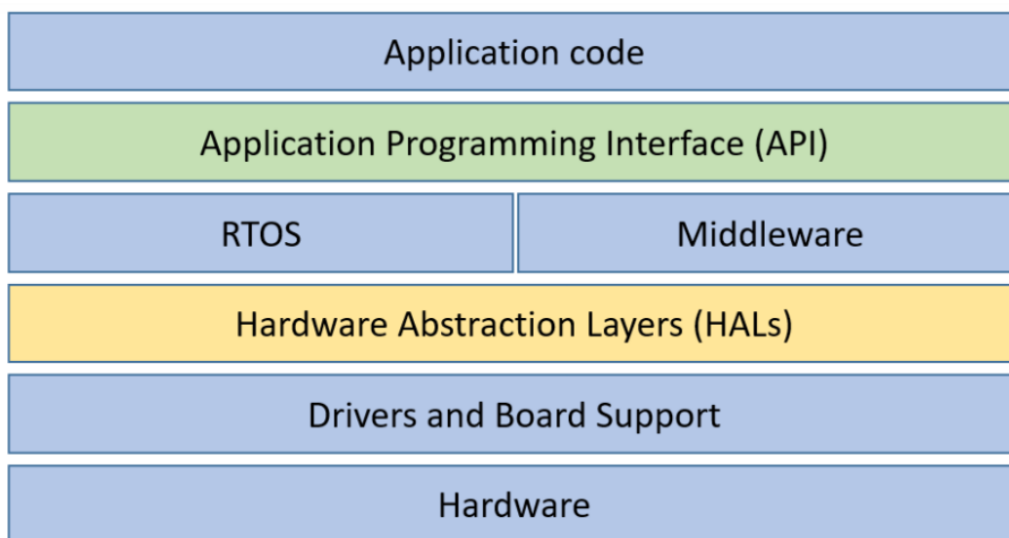 Application code
Application Programming Interface (API)
RTOS
Middleware
Hardware Abstraction Layers (HALs)
Drivers and Board Support
Hardware